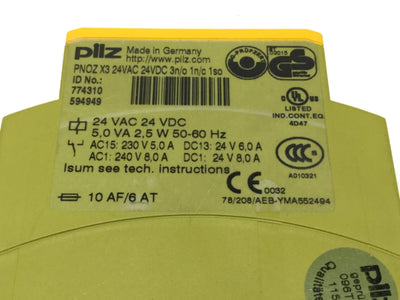 pilz Made in Germany
PNOZ X3 24VAC 24VDC 3n/o 1n/c 1so
ID No.:
774310
594949
24 VAC 24 VDC
5,0 VA 2,5 W 50-60 Hz
AC15: 230 V 5,0 A DC13: 24 V 6,0 A
AC1: 240 V 8,0 A DC1: 24 V 8,0 A
Isum see tech. instructions
10 AF/6 AT
UL
LISTED
IND.CONT.EQ.
4D47
CCC
A010321
CE 0032
78/208/AEB-YMA552494
pilz
Qualität